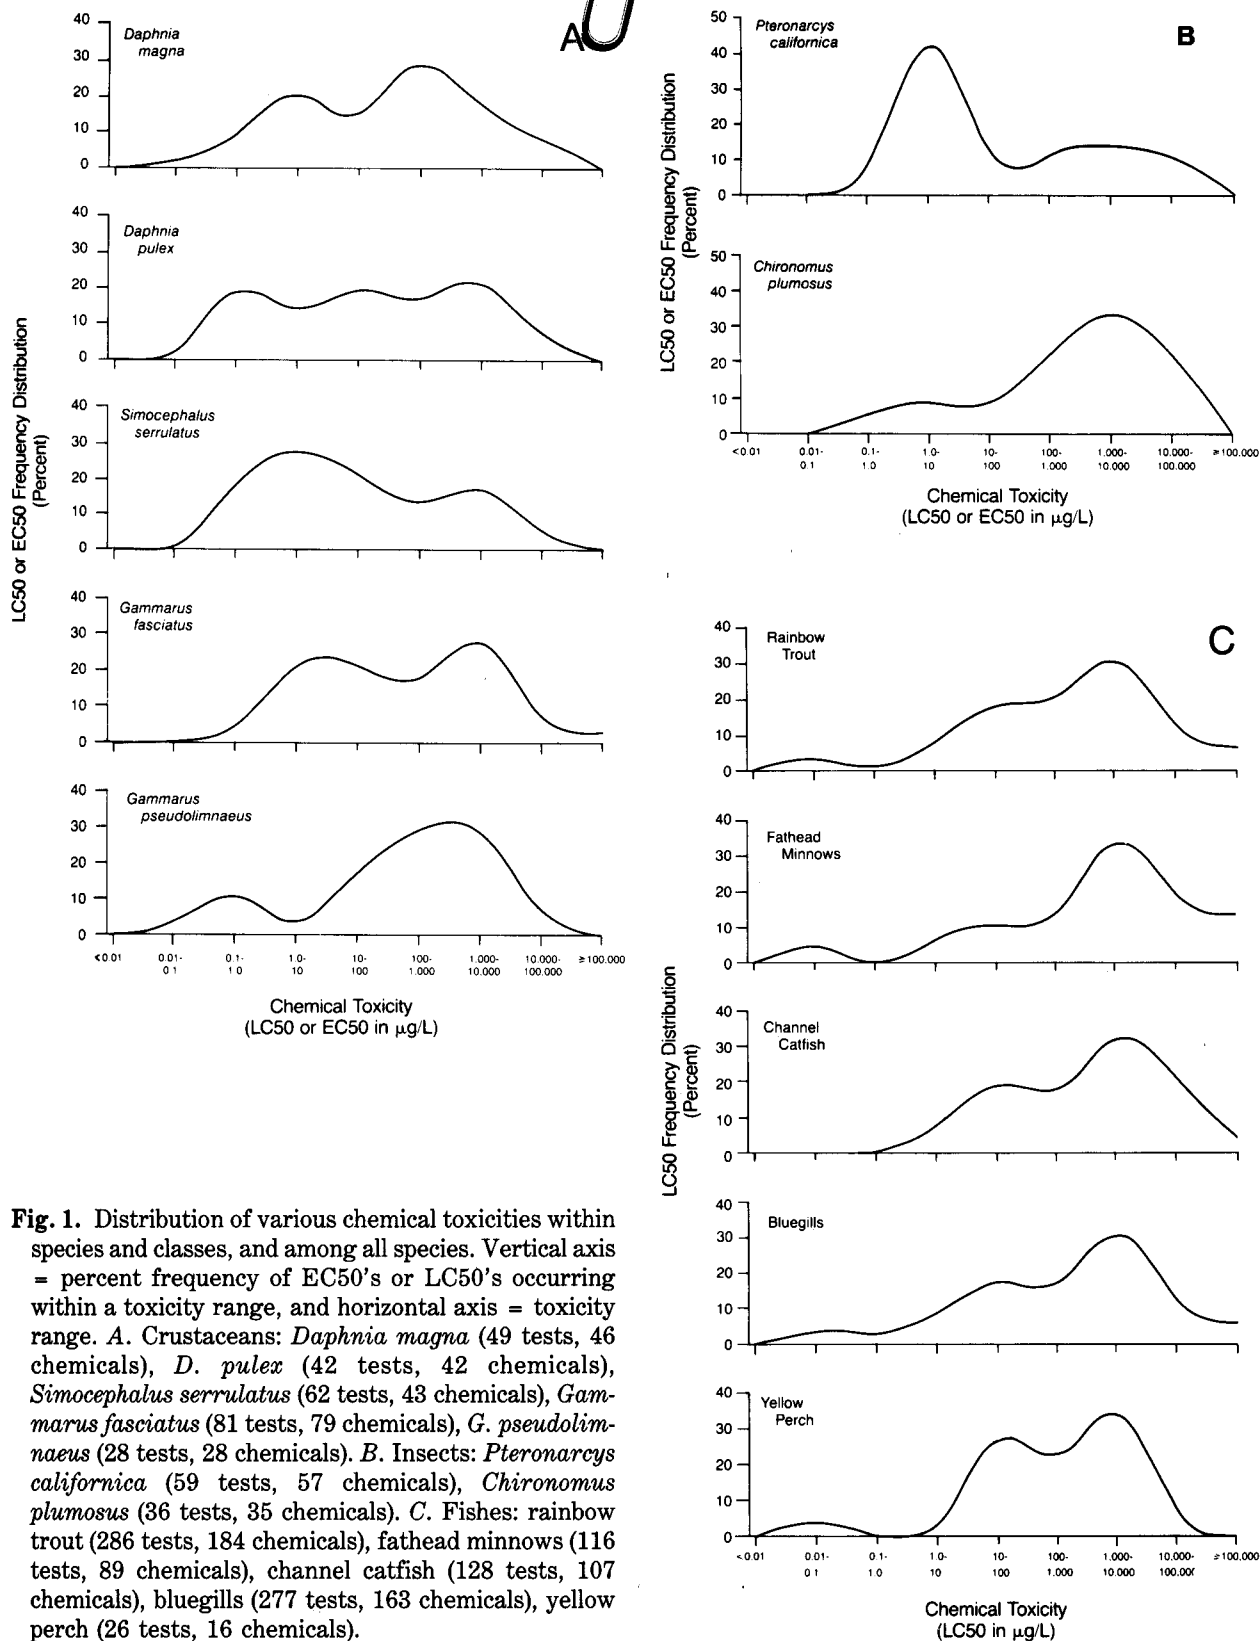 A
40
30
20
10
0
Daphnia
magna
40
30
20
10
0
Daphnia
pulex
40
30
20
10
0
Simocephalus
serrulatus
40
30
20
10
0
Gammarus
fasciatus
40
30
20
10
0
Gammarus
pseudolimnaeus
LC50 or EC50 Frequency Distribution
(Percent)
<0.01 0.01- 0.1- 1.0- 10- 100- 1.000- 10.000- ≥100.000
0.1 1.0 10 100 1.000 10.000 100.000
Chemical Toxicity
(LC50 or EC50 in µg/L)
B
50
40
30
20
10
0
Pteronarcys
californica
50
40
30
20
10
0
Chironomus
plumosus
LC50 or EC50 Frequency Distribution
(Percent)
<0.01 0.01- 0.1- 1.0- 10- 100- 1.000- 10.000- ≥100.000
0.1 1.0 10 100 1.000 10.000 100.000
Chemical Toxicity
(LC50 or EC50 in µg/L)
C
40
30
20
10
0
Rainbow
Trout
40
30
20
10
0
Fathead
Minnows
40
30
20
10
0
Channel
Catfish
40
30
20
10
0
Bluegills
40
30
20
10
0
Yellow
Perch
LC50 Frequency Distribution
(Percent)
<0.01 0.01- 0.1- 1.0- 10- 100- 1.000- 10.000- ≥100.000
0.1 1.0 10 100 1.000 10.000
Chemical Toxicity
(LC50 in µg/L)
Fig. 1. Distribution of various chemical toxicities within
species and classes, and among all species. Vertical axis
= percent frequency of EC50's or LC50's occurring
within a toxicity range, and horizontal axis = toxicity
range. A. Crustaceans: Daphnia magna (49 tests, 46
chemicals), D. pulex (42 tests, 42 chemicals),
Simocephalus serrulatus (62 tests, 43 chemicals), Gam-
marus fasciatus (81 tests, 79 chemicals), G. pseudolim-
naeus (28 tests, 28 chemicals). B. Insects: Pteronarcys
californica (59 tests, 57 chemicals), Chironomus
plumosus (36 tests, 35 chemicals). C. Fishes: rainbow
trout (286 tests, 184 chemicals), fathead minnows (116
tests, 89 chemicals), channel catfish (128 tests, 107
chemicals), bluegills (277 tests, 163 chemicals), yellow
perch (26 tests, 16 chemicals).